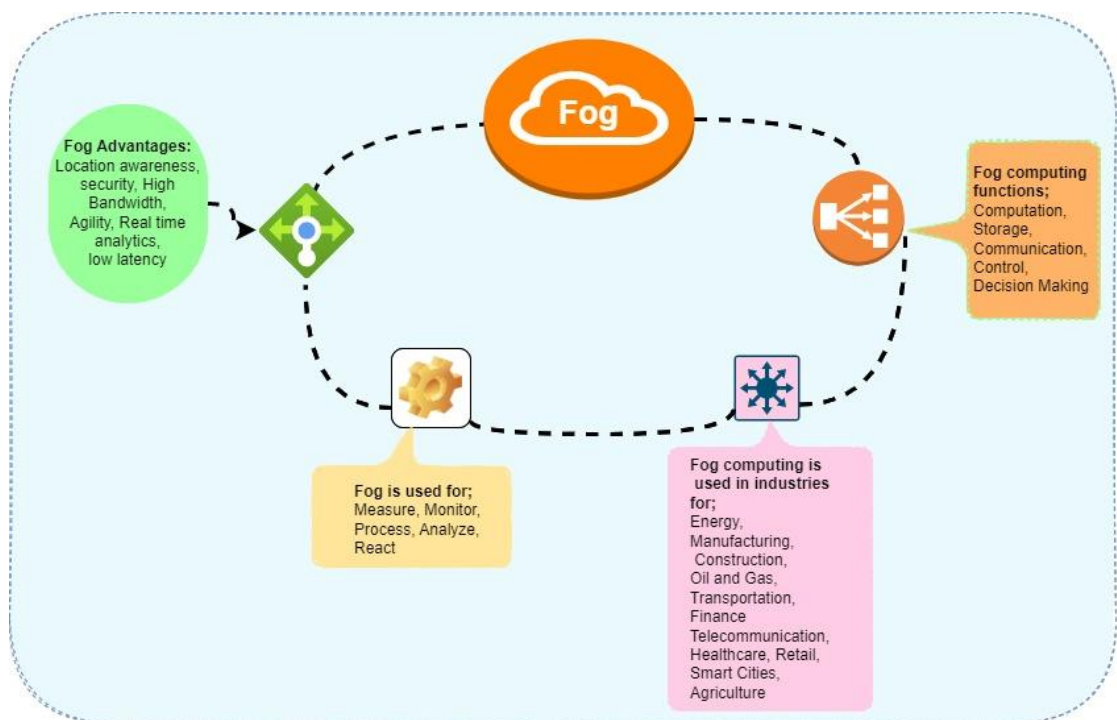 Fog
Fog Advantages:
Location awareness,
security, High
Bandwidth,
Agility, Real time
analytics,
low latency
Fog computing
functions;
Computation,
Storage,
Communication,
Control,
Decision Making
Fog is used for;
Measure, Monitor,
Process, Analyze,
React
Fog computing is
used in industries
for;
Energy,
Manufacturing,
Construction,
Oil and Gas,
Transportation,
Finance
Telecommunication,
Healthcare, Retail,
Smart Cities,
Agriculture